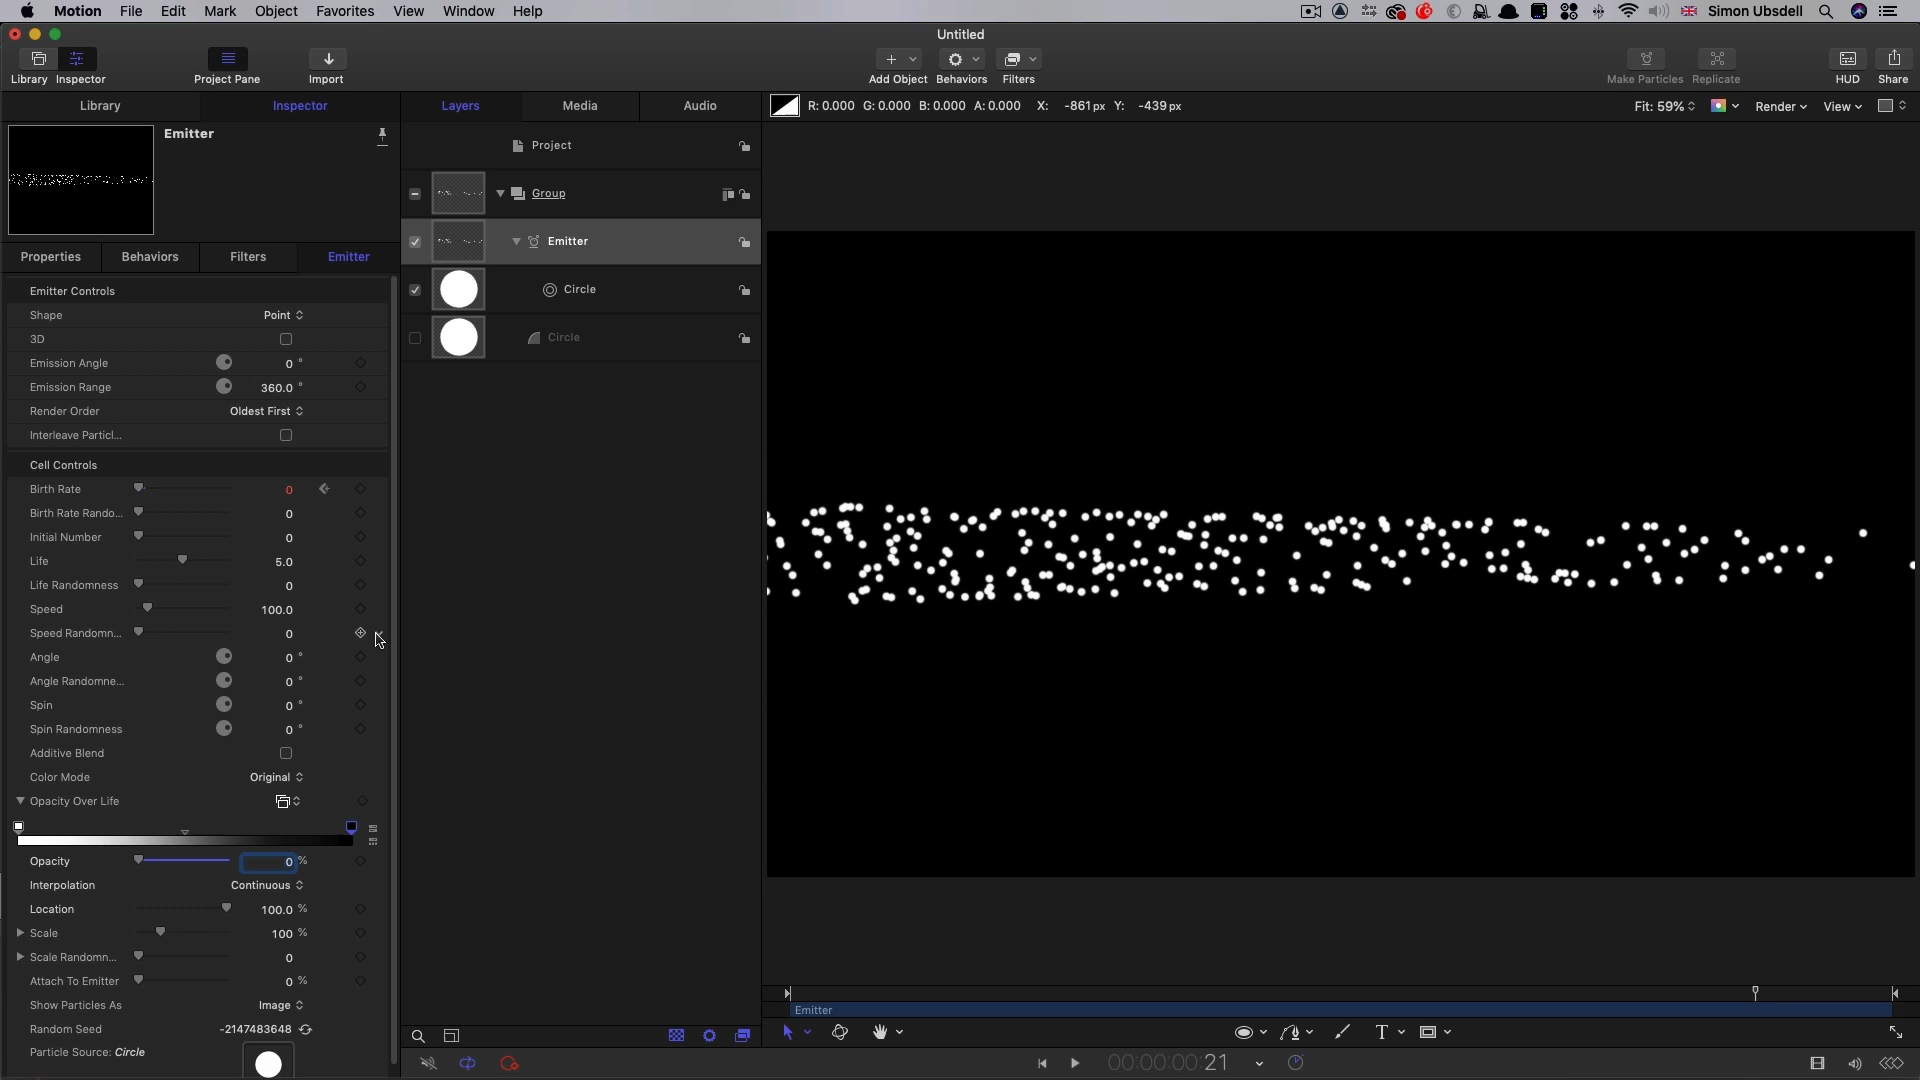 Motion File Edit Mark Object Favorites View Window Help Simon Ubsdell
Untitled
Library Inspector Project Pane Import Add Object Behaviors Filters Make Particles Replicate HUD Share
Library Inspector Layers Media Audio R: 0.000 G: 0.000 B: 0.000 A: 0.000 X: -861 px Y: -439 px Fit: 59% Render View
Emitter
Project
Group
Emitter
Circle
Circle
Properties Behaviors Filters Emitter
Emitter Controls
Shape Point
3D
Emission Angle 0 °
Emission Range 360.0 °
Render Order Oldest First
Interleave Particl...
Cell Controls
Birth Rate 0
Birth Rate Rando... 0
Initial Number 0
Life 5.0
Life Randomness 0
Speed 100.0
Speed Randomn... 0
Angle 0 °
Angle Randomne... 0 °
Spin 0 °
Spin Randomness 0 °
Additive Blend
Color Mode Original
Opacity Over Life
Opacity 0 %
Interpolation Continuous
Location 100.0 %
Scale 100 %
Scale Randomn... 0
Attach To Emitter 0 %
Show Particles As Image
Random Seed -2147483648
Particle Source: Circle
Emitter
T
00:00:00:21